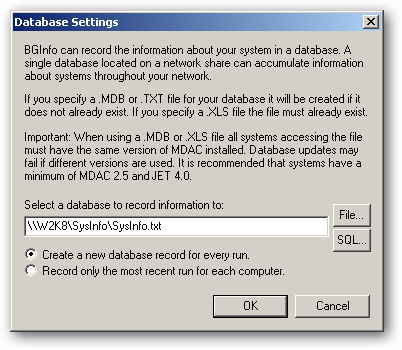 Database Settings
BGInfo can record the information about your system in a database. A
single database located on a network share can accumulate information
about systems throughout your network.
If you specify a .MDB or .TXT file for your database it will be created if it
does not already exist. If you specify a .XLS file the file must already exist.
Important: When using a .MDB or .XLS file all systems accessing the file
must have the same version of MDAC installed. Database updates may
fail if different versions are used. It is recommended that systems have a
minimum of MDAC 2.5 and JET 4.0.
Select a database to record information to:
\\W2K8\SysInfo\SysInfo.txt
File...
SQL...
Create a new database record for every run.
Record only the most recent run for each computer.
OK
Cancel